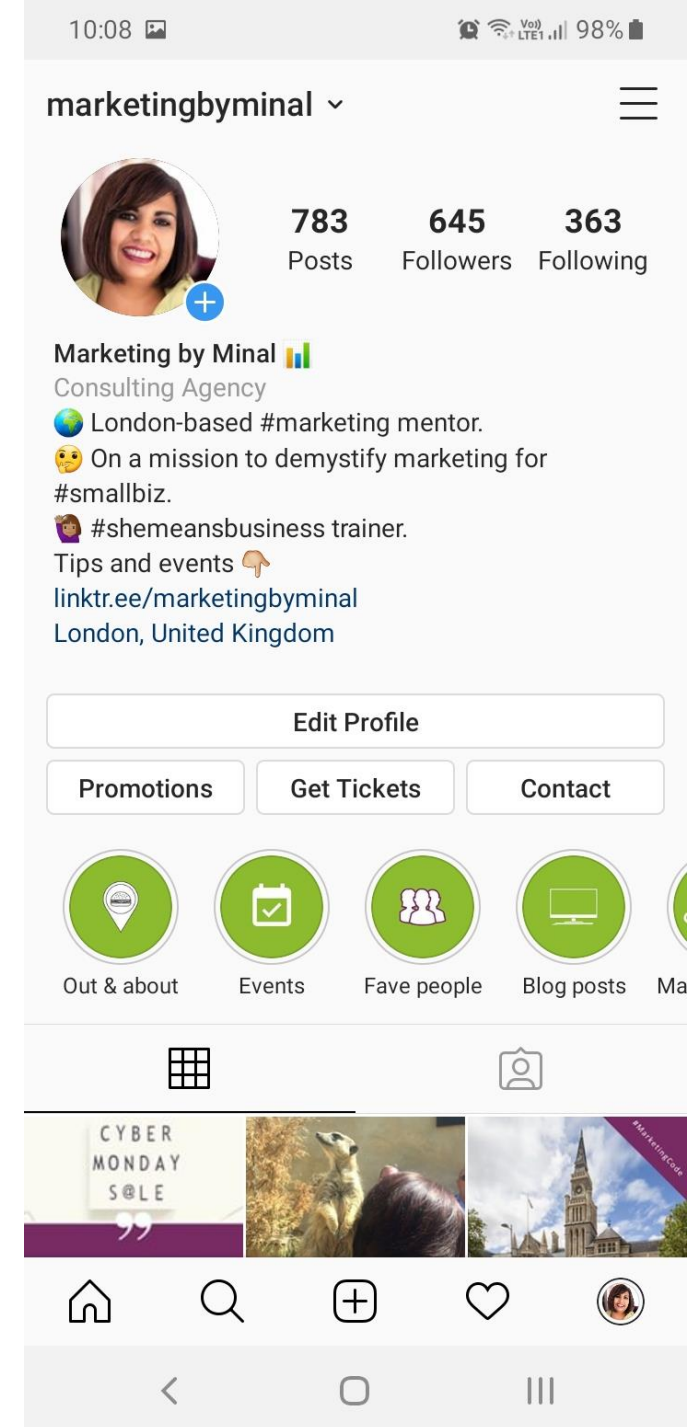 10:08 Vo)) LTE1 98%
marketingbyminal
783 645 363
Posts Followers Following
Marketing by Minal
Consulting Agency
London-based #marketing mentor.
On a mission to demystify marketing for
#smallbiz.
#shemeansbusiness trainer.
Tips and events
linktr.ee/marketingbyminal
London, United Kingdom
Edit Profile
Promotions Get Tickets Contact
Out & about Events Fave people Blog posts Ma
CYBER
MONDAY
S@LE
#MarketingCode